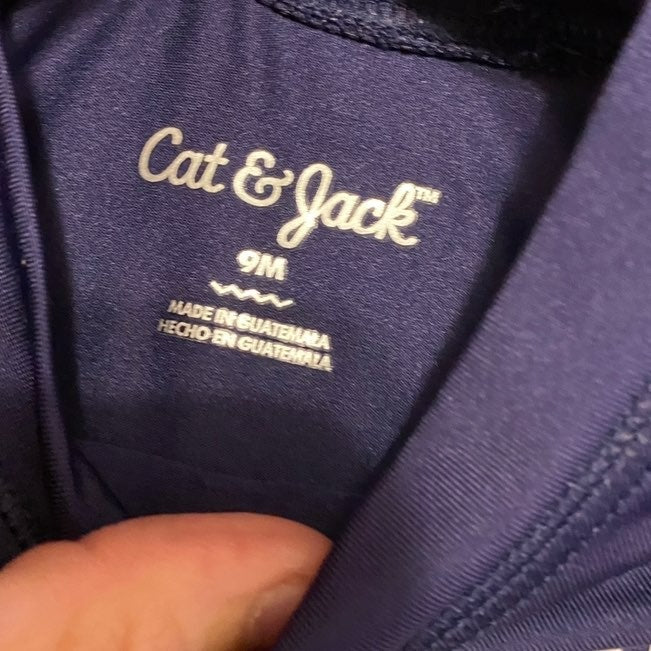 Cat & Jack™
9M
MADE IN GUATEMALA
HECHO EN GUATEMALA